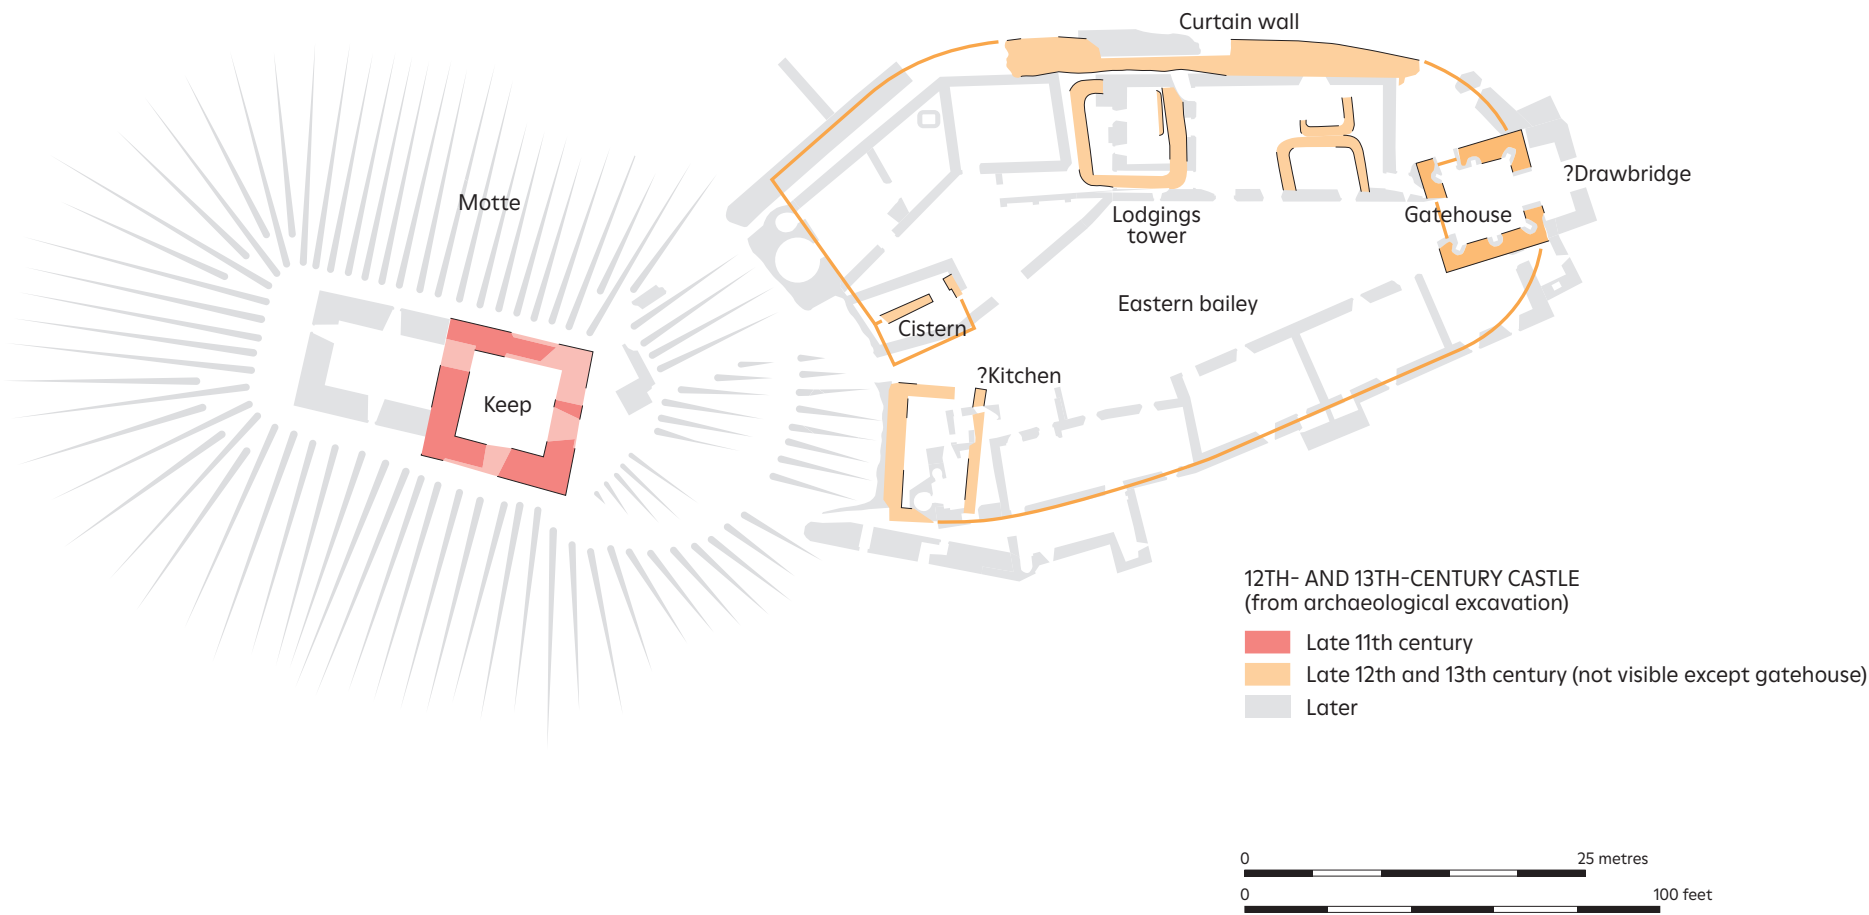 Curtain wall
?Drawbridge
Motte
Lodgings
tower
Gatehouse
Eastern bailey
Cistern
?Kitchen
Keep
12TH- AND 13TH-CENTURY CASTLE
(from archaeological excavation)
Late 11th century
Late 12th and 13th century (not visible except gatehouse)
Later
0 25 metres
0 100 feet